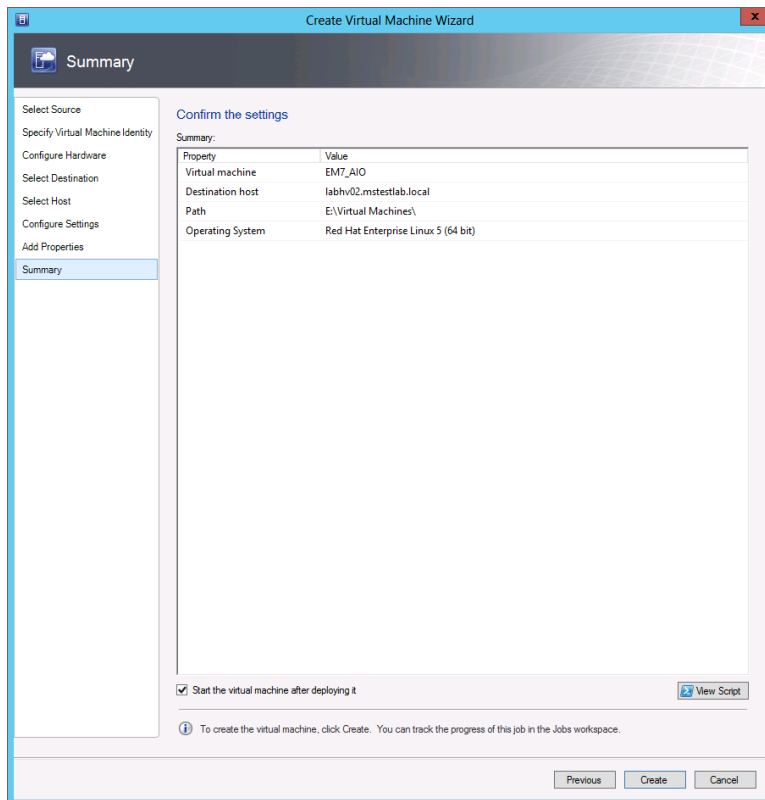 Create Virtual Machine Wizard
x
Summary
Select Source
Specify Virtual Machine Identity
Configure Hardware
Select Destination
Select Host
Configure Settings
Add Properties
Summary
Confirm the settings
Summary:
Property Value
Virtual machine EM7_AIO
Destination host labhv02.mstestlab.local
Path E:\Virtual Machines\
Operating System Red Hat Enterprise Linux 5 (64 bit)
Start the virtual machine after deploying it
View Script
To create the virtual machine, click Create. You can track the progress of this job in the Jobs workspace.
Previous Create Cancel